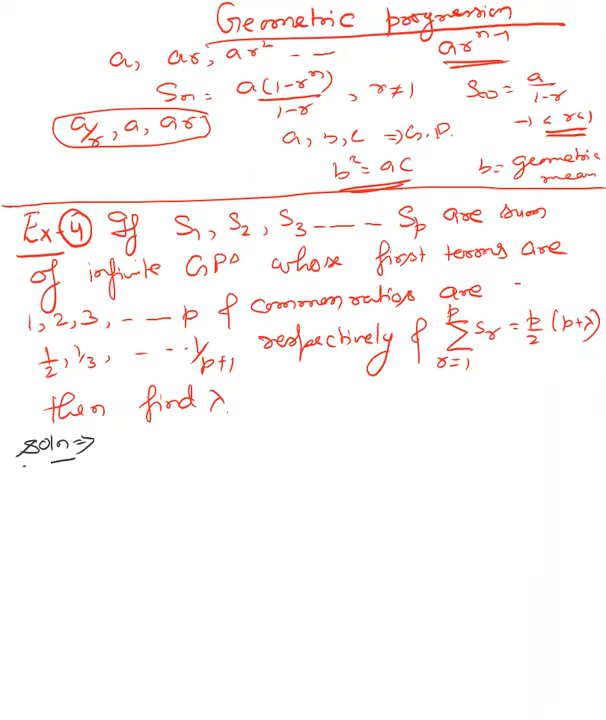 Geometric progression
a, ar, ar² - - ar^(n-1)
Sn = a(1-rⁿ)/(1-r), r≠1 S∞ = a/(1-r)
a/r, a, ar -1<r<1
a, b, c ⇒ G.P.
b² = ac b = geometric mean
Ex-4 If S₁, S₂, S₃ - - - - Sp are sum
of infinite GPs whose first terms are
1, 2, 3, - - - p & common ratios are
1/2, 1/3, - - - 1/(p+1) respectively & ∑_{r=1}^{p} Sr = p/2 (p+λ)
then find λ.
Soln ⇒